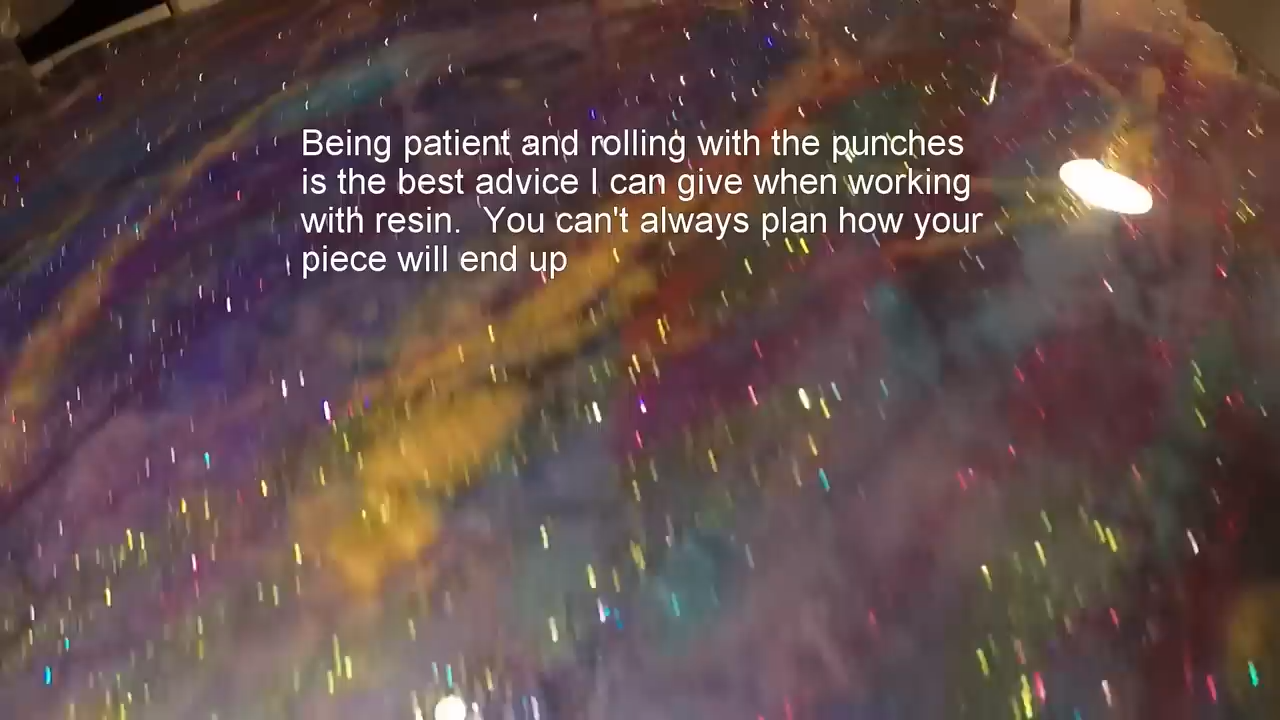 Being patient and rolling with the punches
is the best advice I can give when working
with resin.  You can't always plan how your
piece will end up